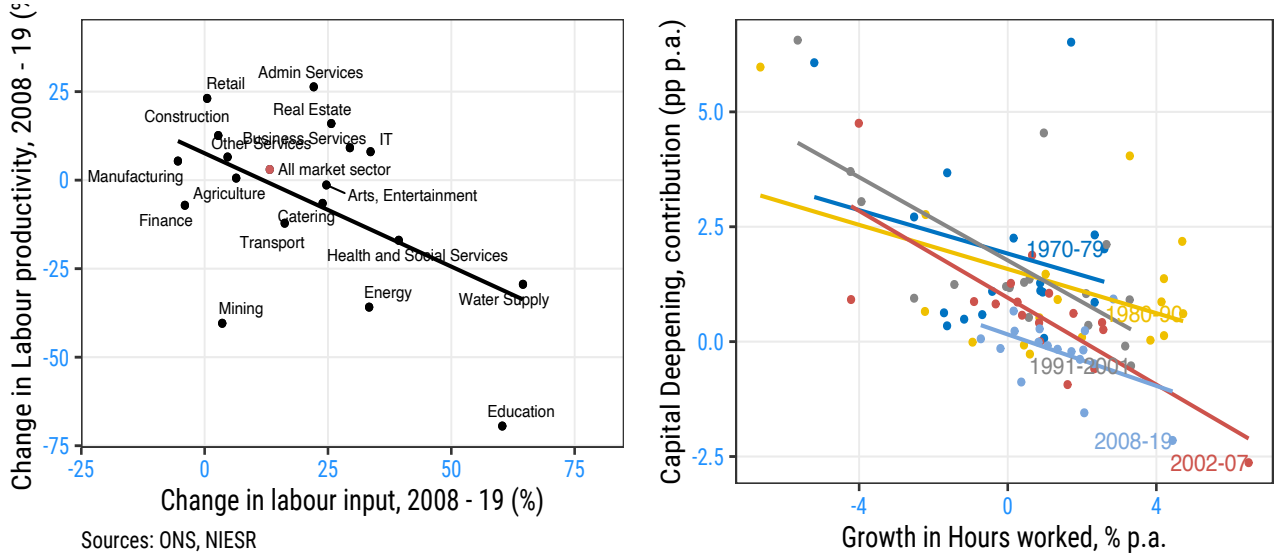 Change in Labour productivity, 2008 - 19 (%)
25
0
-25
-50
-75
Retail
Admin Services
Construction
Real Estate
Other Services
Business Services
IT
Manufacturing
All market sector
Agriculture
Arts, Entertainment
Finance
Catering
Transport
Health and Social Services
Mining
Energy
Water Supply
Education
-25
0
25
50
75
Change in labour input, 2008 - 19 (%)
Sources: ONS, NIESR
Capital Deepening, contribution (pp p.a.)
5.0
2.5
0.0
-2.5
1970-79
1980-90
1991-2001
2008-19
2002-07
-4
0
4
Growth in Hours worked, % p.a.